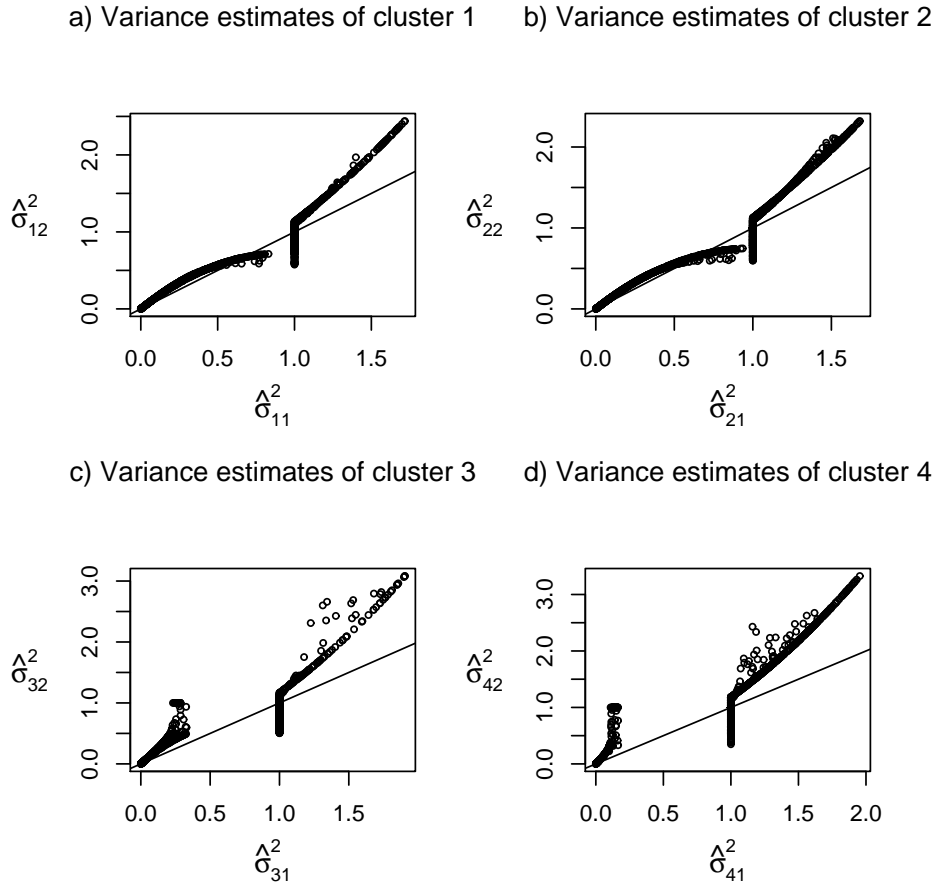 a) Variance estimates of cluster 1
b) Variance estimates of cluster 2
2.0
1.0
0.0
σ̂²₁₂
0.0 0.5 1.0 1.5
σ̂²₁₁
2.0
1.0
0.0
σ̂²₂₂
0.0 0.5 1.0 1.5
σ̂²₂₁
c) Variance estimates of cluster 3
d) Variance estimates of cluster 4
3.0
2.0
1.0
0.0
σ̂²₃₂
0.0 0.5 1.0 1.5
σ̂²₃₁
3.0
2.0
1.0
0.0
σ̂²₄₂
0.0 0.5 1.0 1.5 2.0
σ̂²₄₁